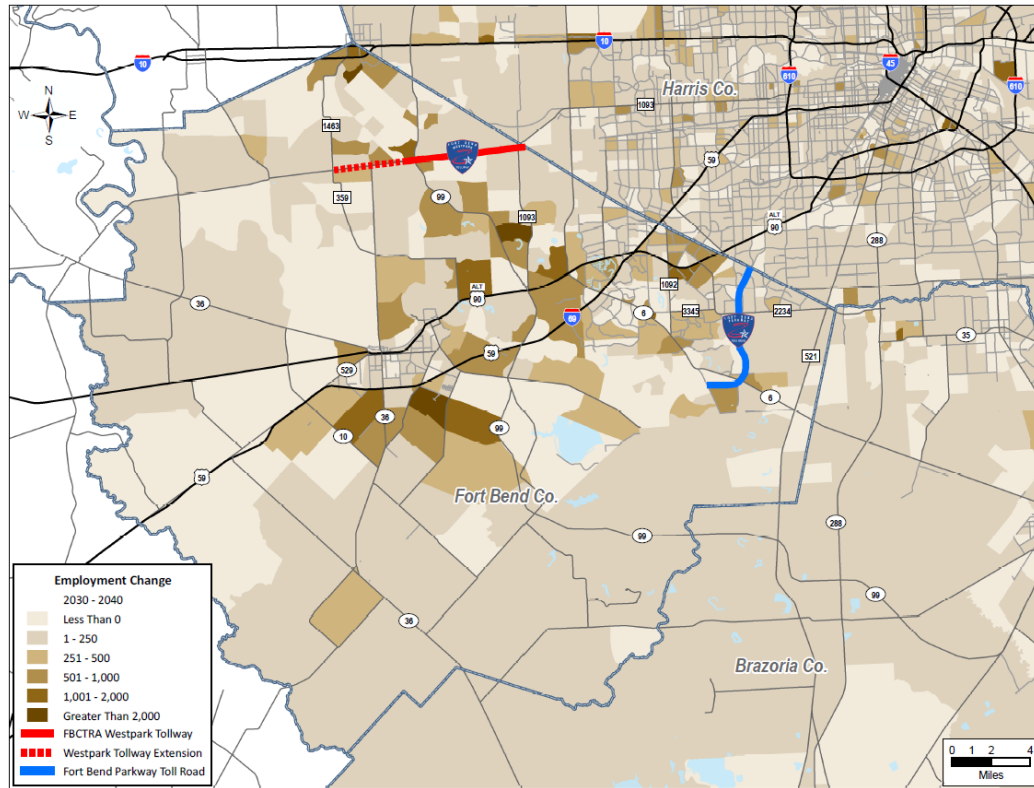 10
10
45
610
610
Harris Co.
N
W E
S
1093
1463
FORT BEND
WESTPARK
59
ALT
90
359
99
1093
288
36
ALT
90
1092
6
3345
2234
69
35
59
521
529
6
36
10
99
59
Fort Bend Co.
288
99
99
36
Brazoria Co.
Employment Change
2030 - 2040
Less Than 0
1 - 250
251 - 500
501 - 1,000
1,001 - 2,000
Greater Than 2,000
FBCTRA Westpark Tollway
Westpark Tollway Extension
Fort Bend Parkway Toll Road
0 1 2 4
Miles